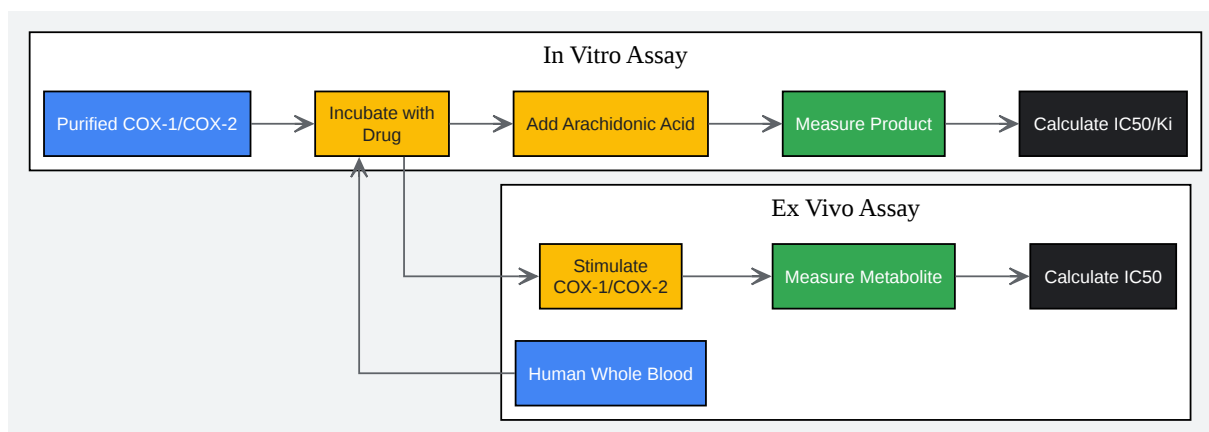 In Vitro Assay
Purified COX-1/COX-2
Incubate with
Drug
Add Arachidonic Acid
Measure Product
Calculate IC50/Ki
Ex Vivo Assay
Stimulate
COX-1/COX-2
Measure Metabolite
Calculate IC50
Human Whole Blood